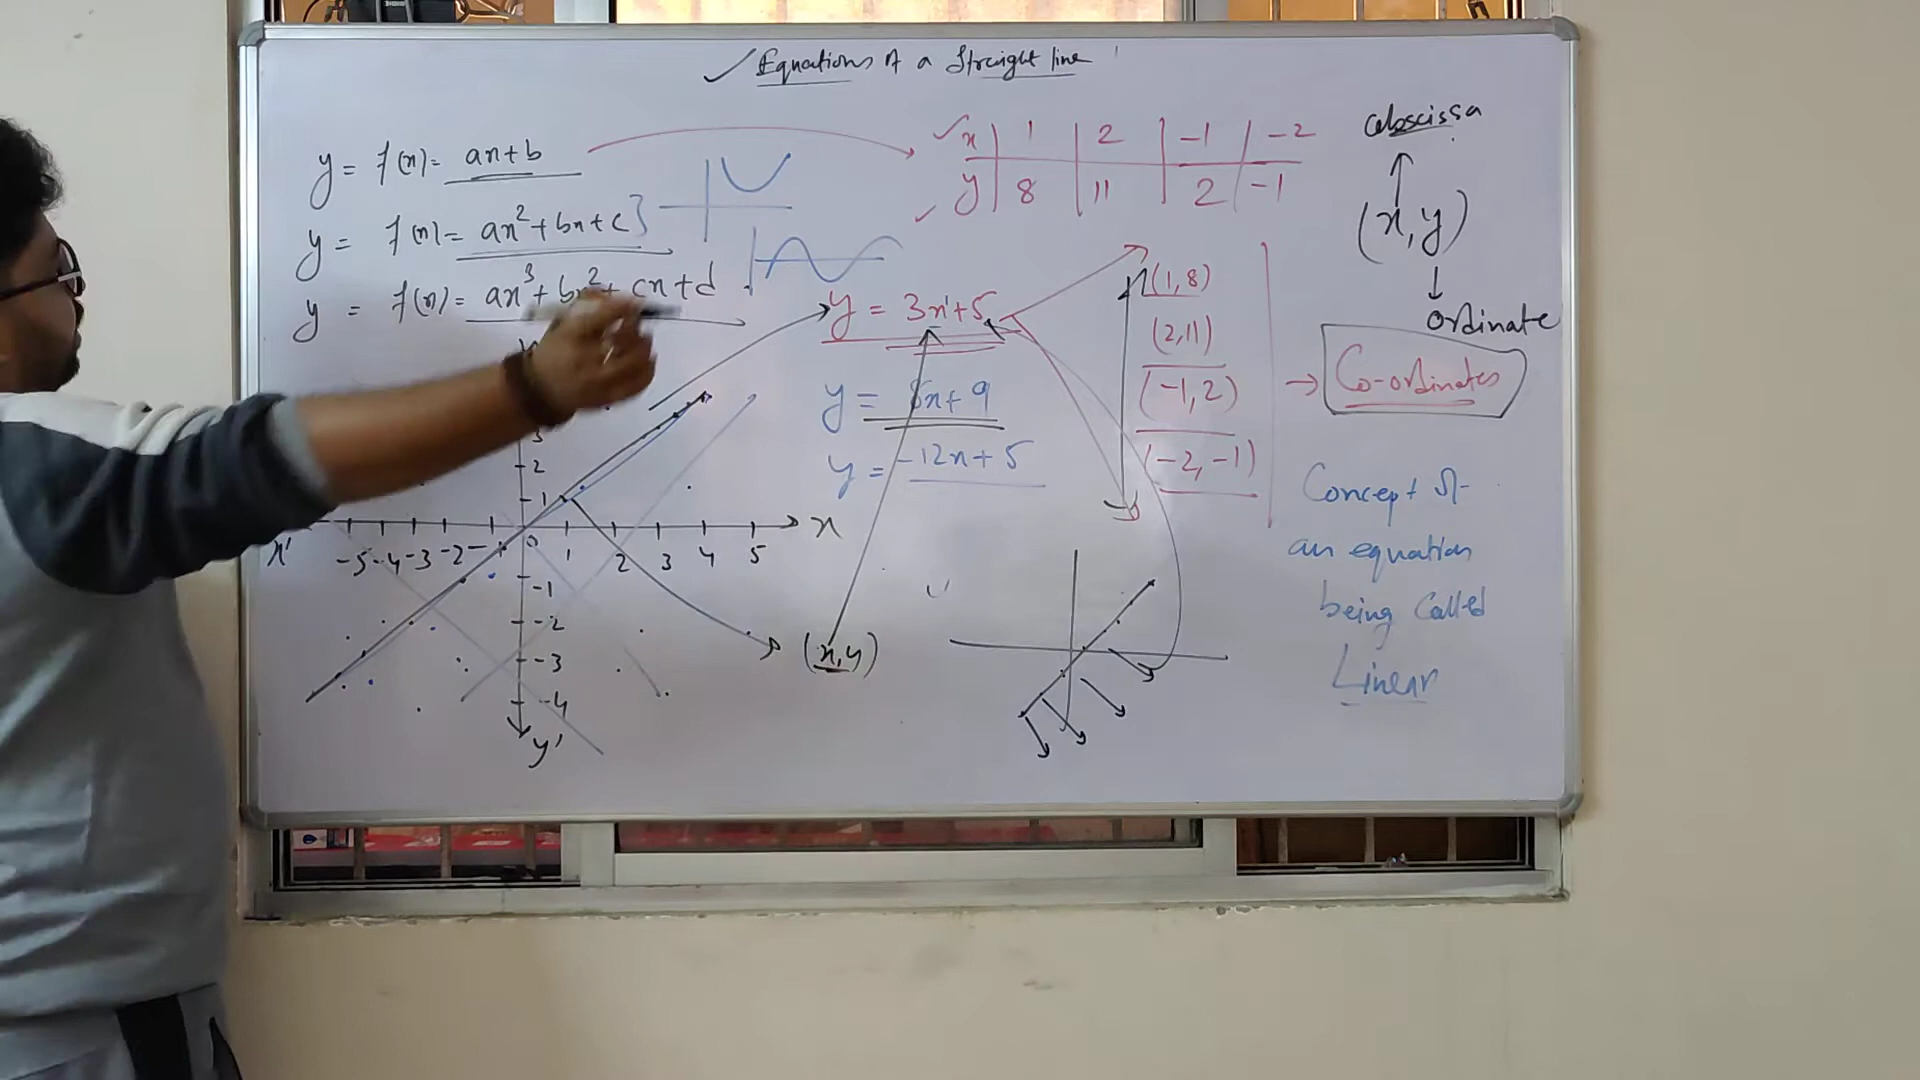 Equations of a Straight line
y = f(x) = ax+b
y = f(x) = ax²+bx+c}
y = f(x) = ax³+bx²+cx+d
x | 1 | 2 | -1 | -2
y | 8 | 11 | 2 | -1
abscissa
(x,y)
ordinate
Co-ordinates
y = 3x+5
(1,8)
(2,11)
(-1,2)
(-2,-1)
y = 8x+9
y = -12x+5
3
2
1
x' -5 -4 -3 -2 -1 0 1 2 3 4 5 x
-1
-2
-3
-4
y'
(x,y)
Concept of
an equation
being called
Linear